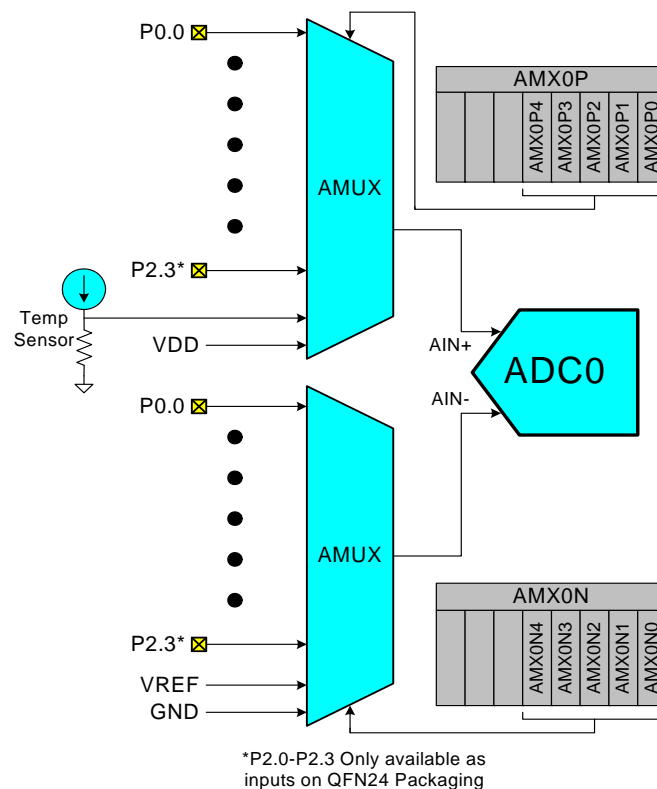 P0.0
AMX0P
AMX0P4
AMX0P3
AMX0P2
AMX0P1
AMX0P0
AMUX
P2.3*
Temp
Sensor
VDD
AIN+
ADC0
AIN-
P0.0
AMUX
AMX0N
AMX0N4
AMX0N3
AMX0N2
AMX0N1
AMX0N0
P2.3*
VREF
GND
*P2.0-P2.3 Only available as
inputs on QFN24 Packaging